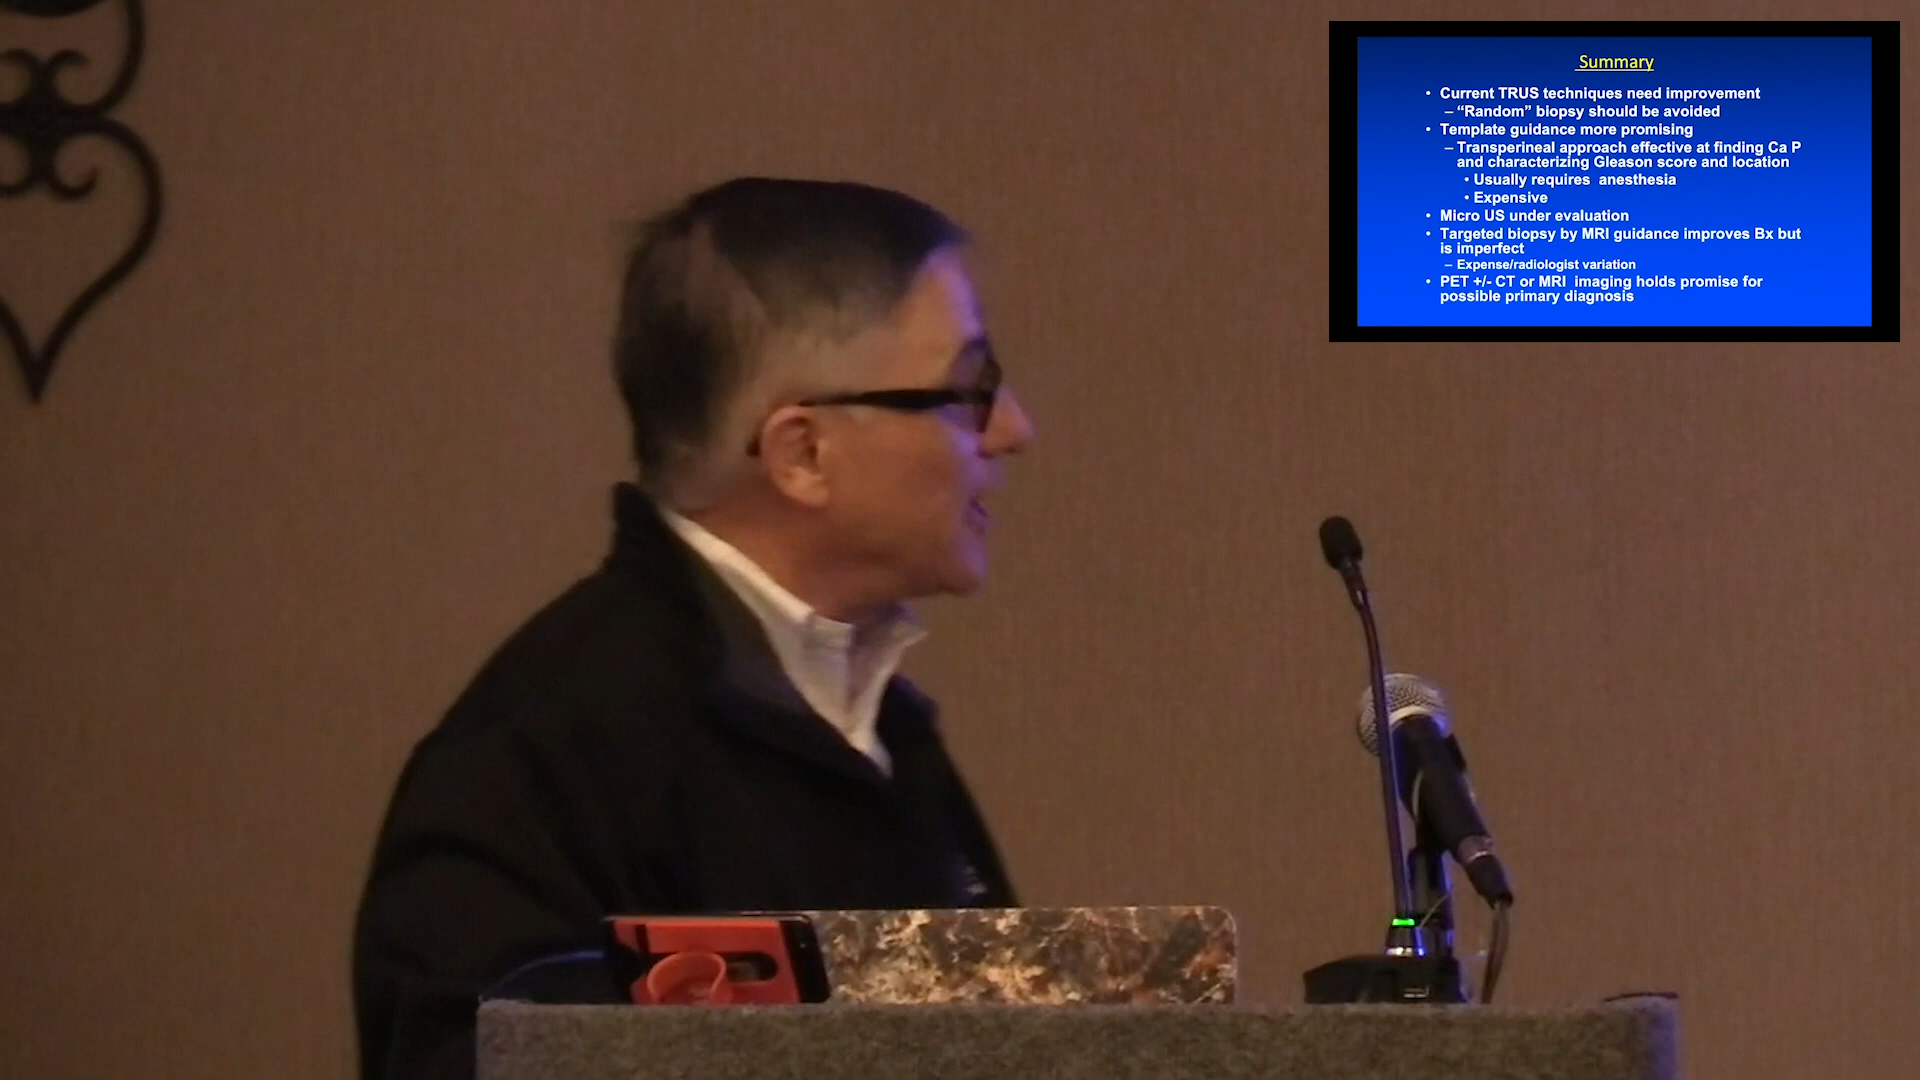 Summary
• Current TRUS techniques need improvement
– “Random” biopsy should be avoided
• Template guidance more promising
– Transperineal approach effective at finding Ca P
and characterizing Gleason score and location
• Usually requires anesthesia
• Expensive
• Micro US under evaluation
• Targeted biopsy by MRI guidance improves Bx but
is imperfect
– Expense/radiologist variation
• PET +/- CT or MRI imaging holds promise for
possible primary diagnosis